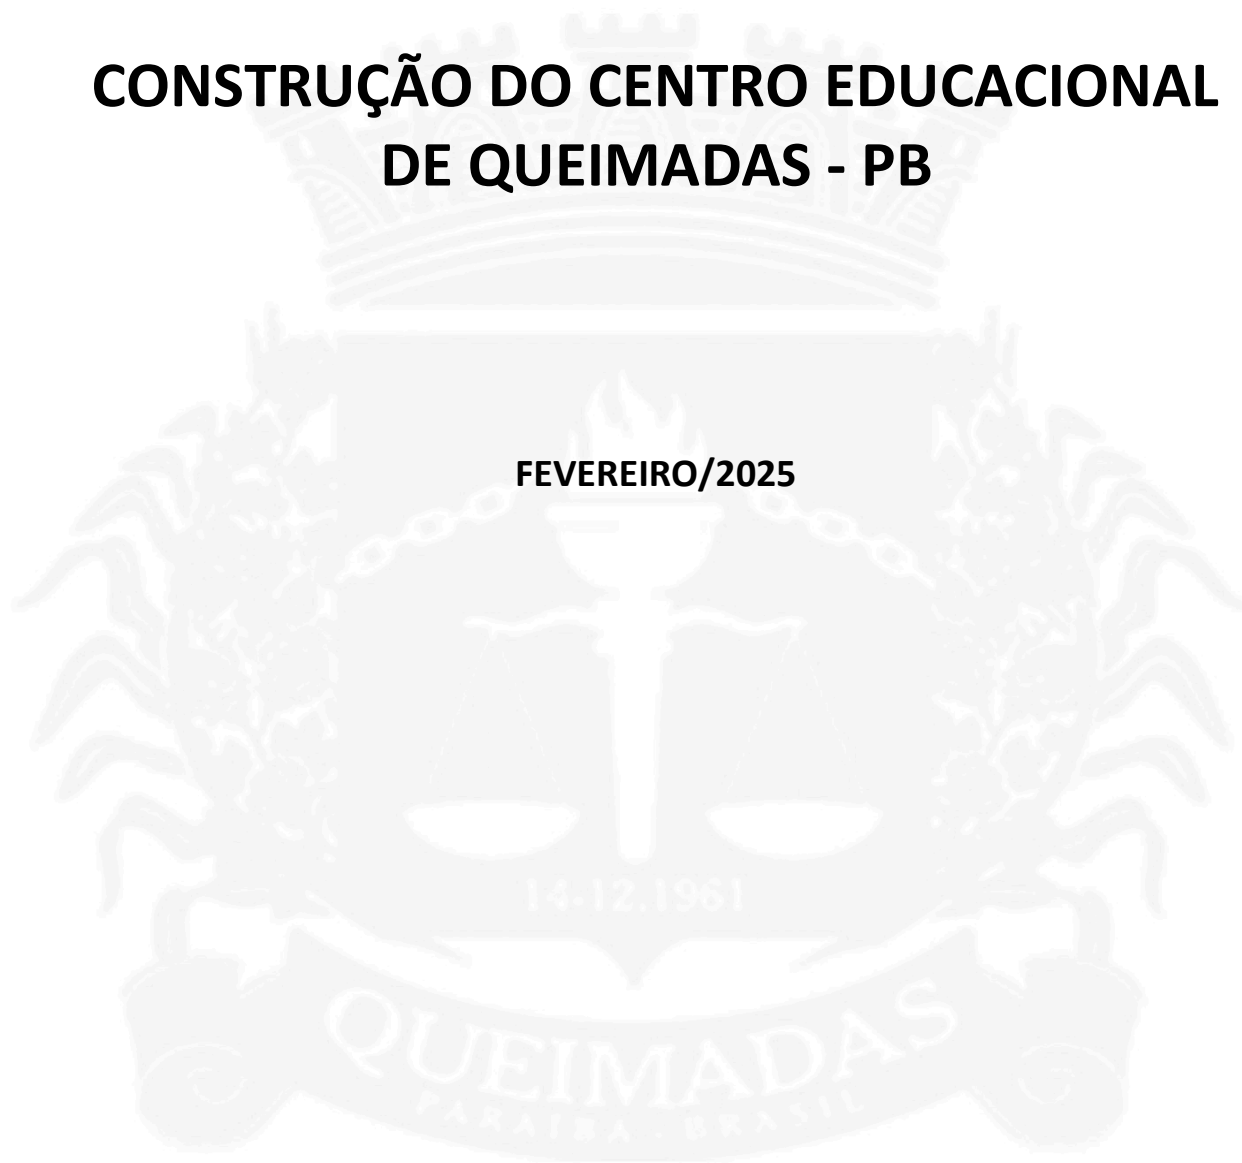 CONSTRUÇÃO DO CENTRO EDUCACIONAL
DE QUEIMADAS - PB
FEVEREIRO/2025
14-12.1961
QUEIMADAS
PARAÍBA . BRASIL